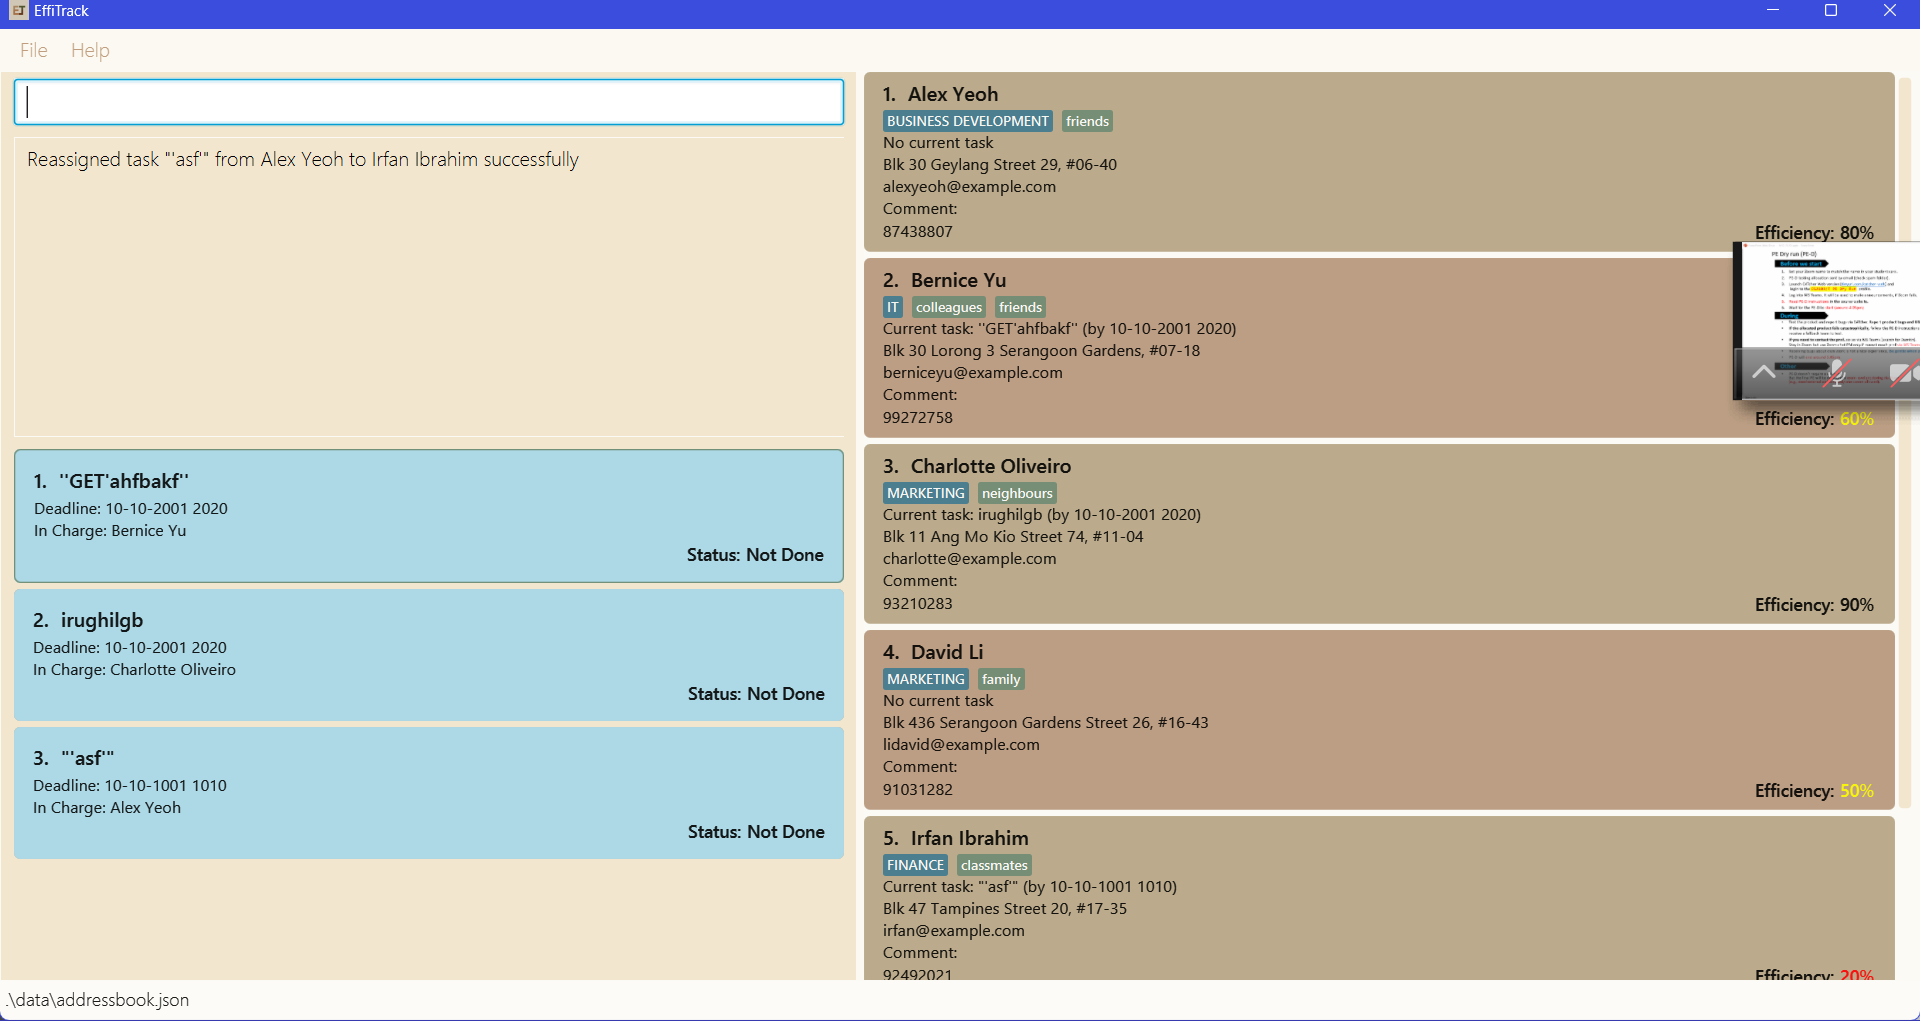 EffiTrack
File Help
Reassigned task "'asf'" from Alex Yeoh to Irfan Ibrahim successfully
1. ''GET'ahfbakf''
Deadline: 10-10-2001 2020
In Charge: Bernice Yu
Status: Not Done
2. irughilgb
Deadline: 10-10-2001 2020
In Charge: Charlotte Oliveiro
Status: Not Done
3. "'asf'"
Deadline: 10-10-1001 1010
In Charge: Alex Yeoh
Status: Not Done
1. Alex Yeoh
BUSINESS DEVELOPMENT friends
No current task
Blk 30 Geylang Street 29, #06-40
alexyeoh@example.com
Comment:
87438807
Efficiency: 80%
2. Bernice Yu
IT colleagues friends
Current task: ''GET'ahfbakf'' (by 10-10-2001 2020)
Blk 30 Lorong 3 Serangoon Gardens, #07-18
berniceyu@example.com
Comment:
99272758
Efficiency: 60%
3. Charlotte Oliveiro
MARKETING neighbours
Current task: irughilgb (by 10-10-2001 2020)
Blk 11 Ang Mo Kio Street 74, #11-04
charlotte@example.com
Comment:
93210283
Efficiency: 90%
4. David Li
MARKETING family
No current task
Blk 436 Serangoon Gardens Street 26, #16-43
lidavid@example.com
Comment:
91031282
Efficiency: 50%
5. Irfan Ibrahim
FINANCE classmates
Current task: "'asf'" (by 10-10-1001 1010)
Blk 47 Tampines Street 20, #17-35
irfan@example.com
Comment:
92492021
Efficiency: 20%
PE Dry run (PE-D)
Before we start
During
.\data\addressbook.json